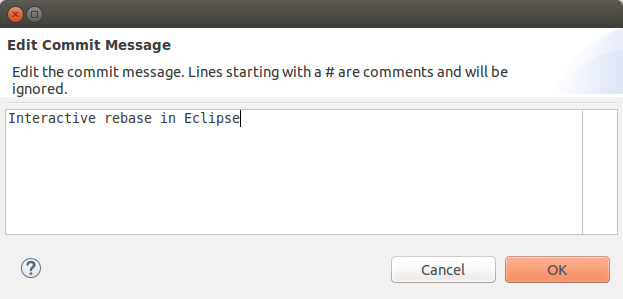 Edit Commit Message
Edit the commit message. Lines starting with a # are comments and will be
ignored.
Interactive rebase in Eclipse
?
Cancel
OK